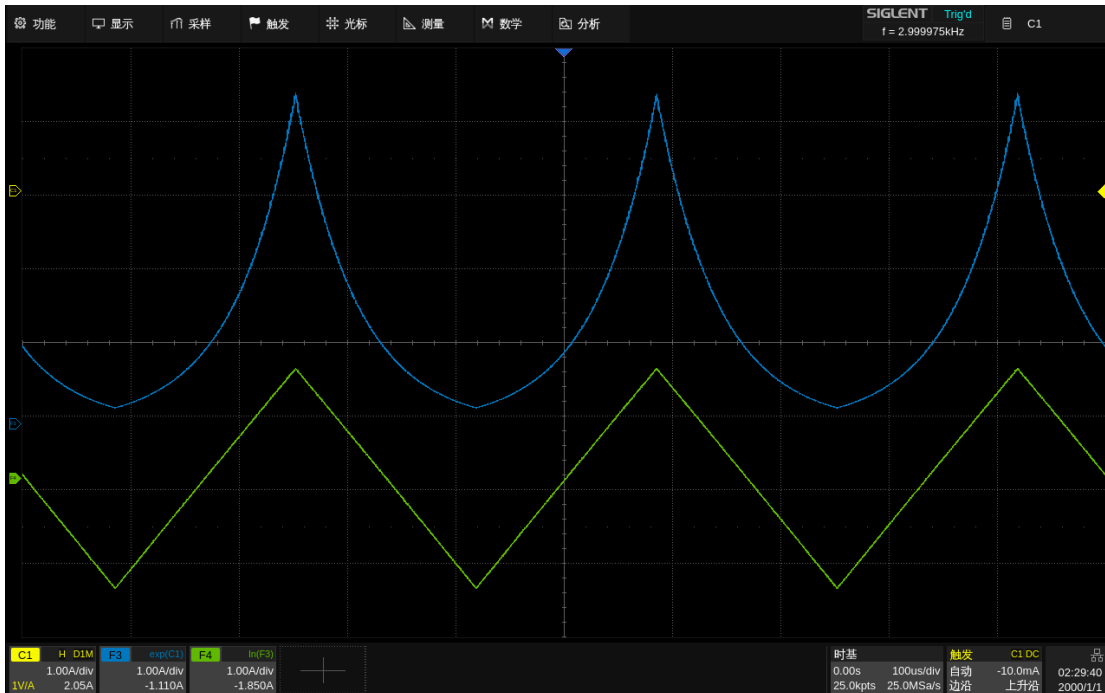 功能 显示 采样 触发 光标 测量 数学 分析 SIGLENT Trig'd C1
f = 2.999975kHz
C1 H D1M F3 exp(C1) F4 ln(F3) 时基 触发 C1 DC
1.00A/div 1.00A/div 1.00A/div 0.00s 100us/div 自动 -10.0mA 02:29:40
1V/A 2.05A -1.110A -1.850A 25.0kpts 25.0MSa/s 边沿 上升沿 2000/1/1